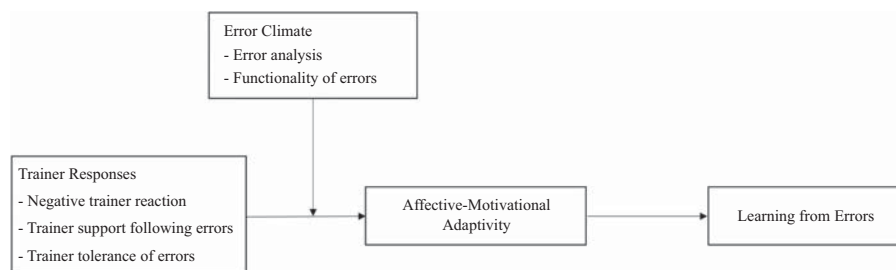 Error Climate
- Error analysis
- Functionality of errors
Trainer Responses
- Negative trainer reaction
- Trainer support following errors
- Trainer tolerance of errors
Affective-Motivational
Adaptivity
Learning from Errors